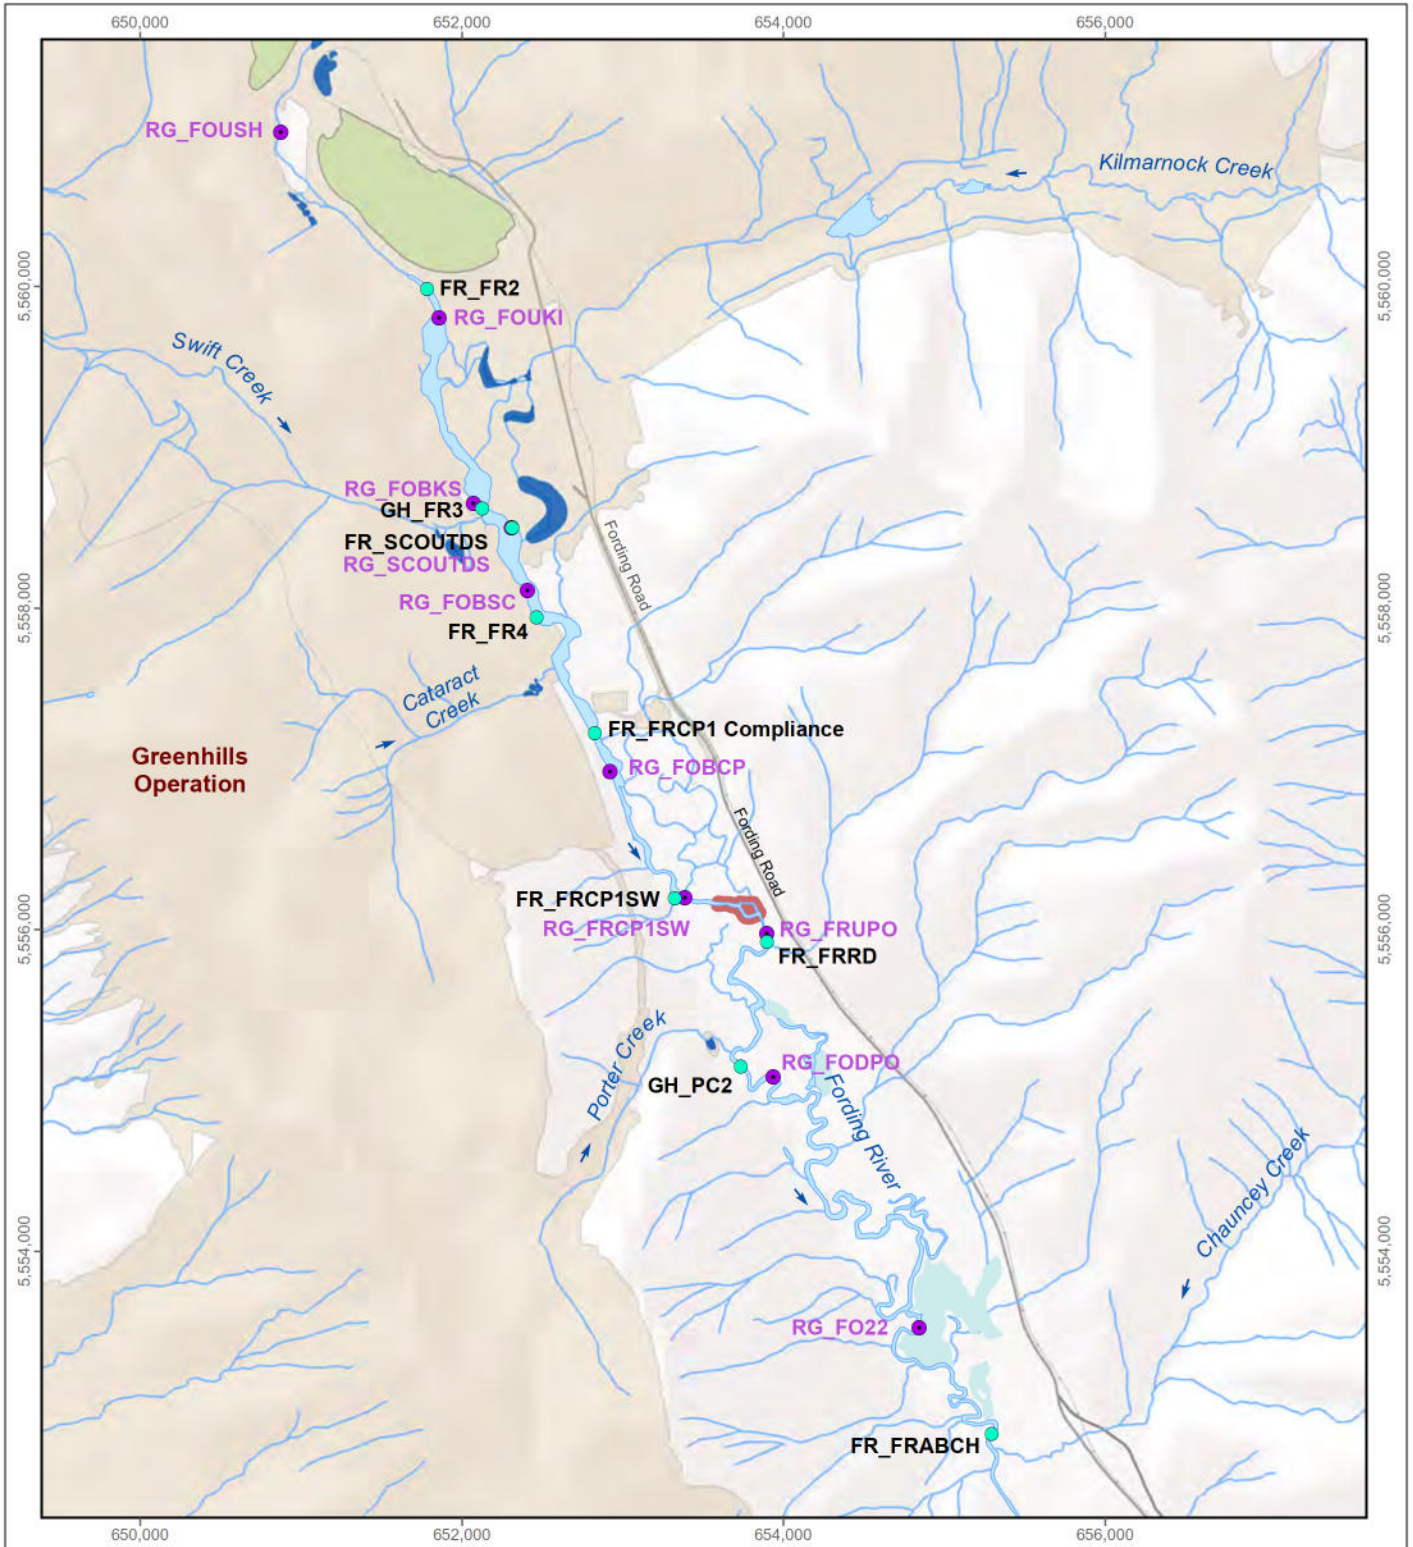 650,000
652,000
654,000
656,000
RG_FOUSH
Kilmarnock Creek
5,560,000
5,560,000
FR_FR2
RG_FOUKI
Swift Creek
RG_FOBKS
GH_FR3
FR_SCOUTDS
RG_SCOUTDS
Fording Road
RG_FOBSC
5,558,000
5,558,000
FR_FR4
Cataract
Creek
FR_FRCP1 Compliance
Greenhills
Operation
RG_FOBCP
Fording Road
FR_FRCP1SW
RG_FRCP1SW
RG_FRUPO
5,556,000
5,556,000
FR_FRRD
Porter Creek
RG_FODPO
GH_PC2
Fording River
Chauncey Creek
5,554,000
5,554,000
RG_FO22
FR_FRABCH
650,000
652,000
654,000
656,000